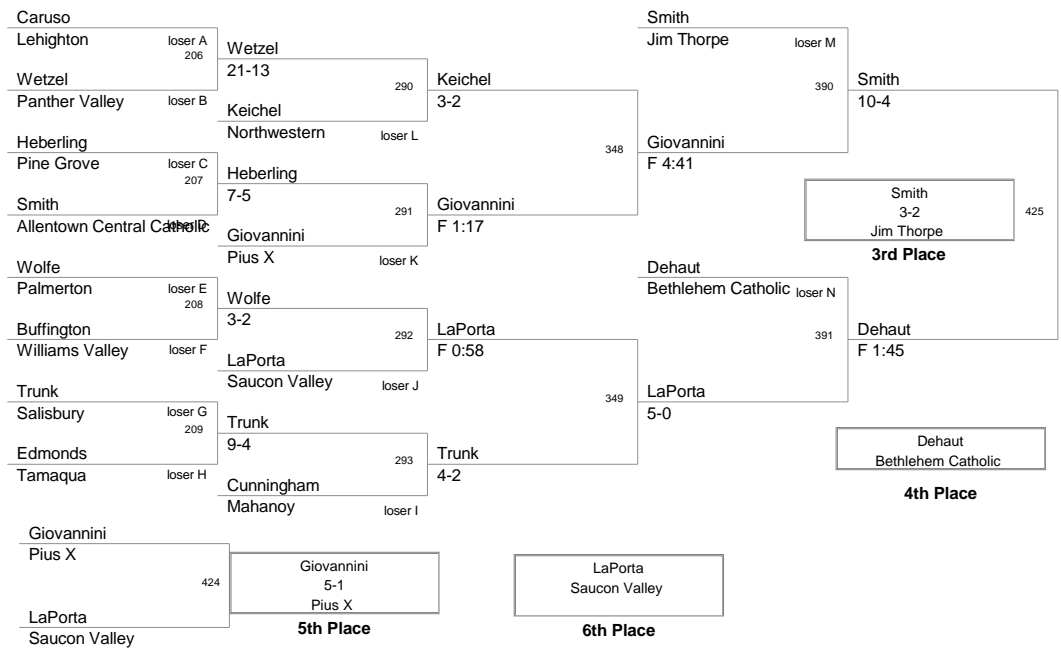 Caruso
Lehighton
loser A
206
Wetzel
Panther Valley
loser B
Wetzel
21-13
290
Keichel
Northwestern
loser L
Heberling
Pine Grove
loser C
207
Smith
Allentown Central Catholic
loser D
Heberling
7-5
291
Giovannini
Pius X
loser K
Wolfe
Palmerton
loser E
208
Buffington
Williams Valley
loser F
Wolfe
3-2
292
LaPorta
Saucon Valley
loser J
Trunk
Salisbury
loser G
209
Edmonds
Tamaqua
loser H
Trunk
9-4
293
Cunningham
Mahanoy
loser I
Keichel
3-2
348
Giovannini
F 1:17
LaPorta
F 0:58
349
Trunk
4-2
Smith
Jim Thorpe
loser M
390
Giovannini
F 4:41
Dehaut
Bethlehem Catholic
loser N
391
LaPorta
5-0
Smith
10-4
425
Dehaut
F 1:45
Smith
3-2
Jim Thorpe
3rd Place
Dehaut
Bethlehem Catholic
4th Place
Giovannini
Pius X
424
LaPorta
Saucon Valley
Giovannini
5-1
Pius X
5th Place
LaPorta
Saucon Valley
6th Place